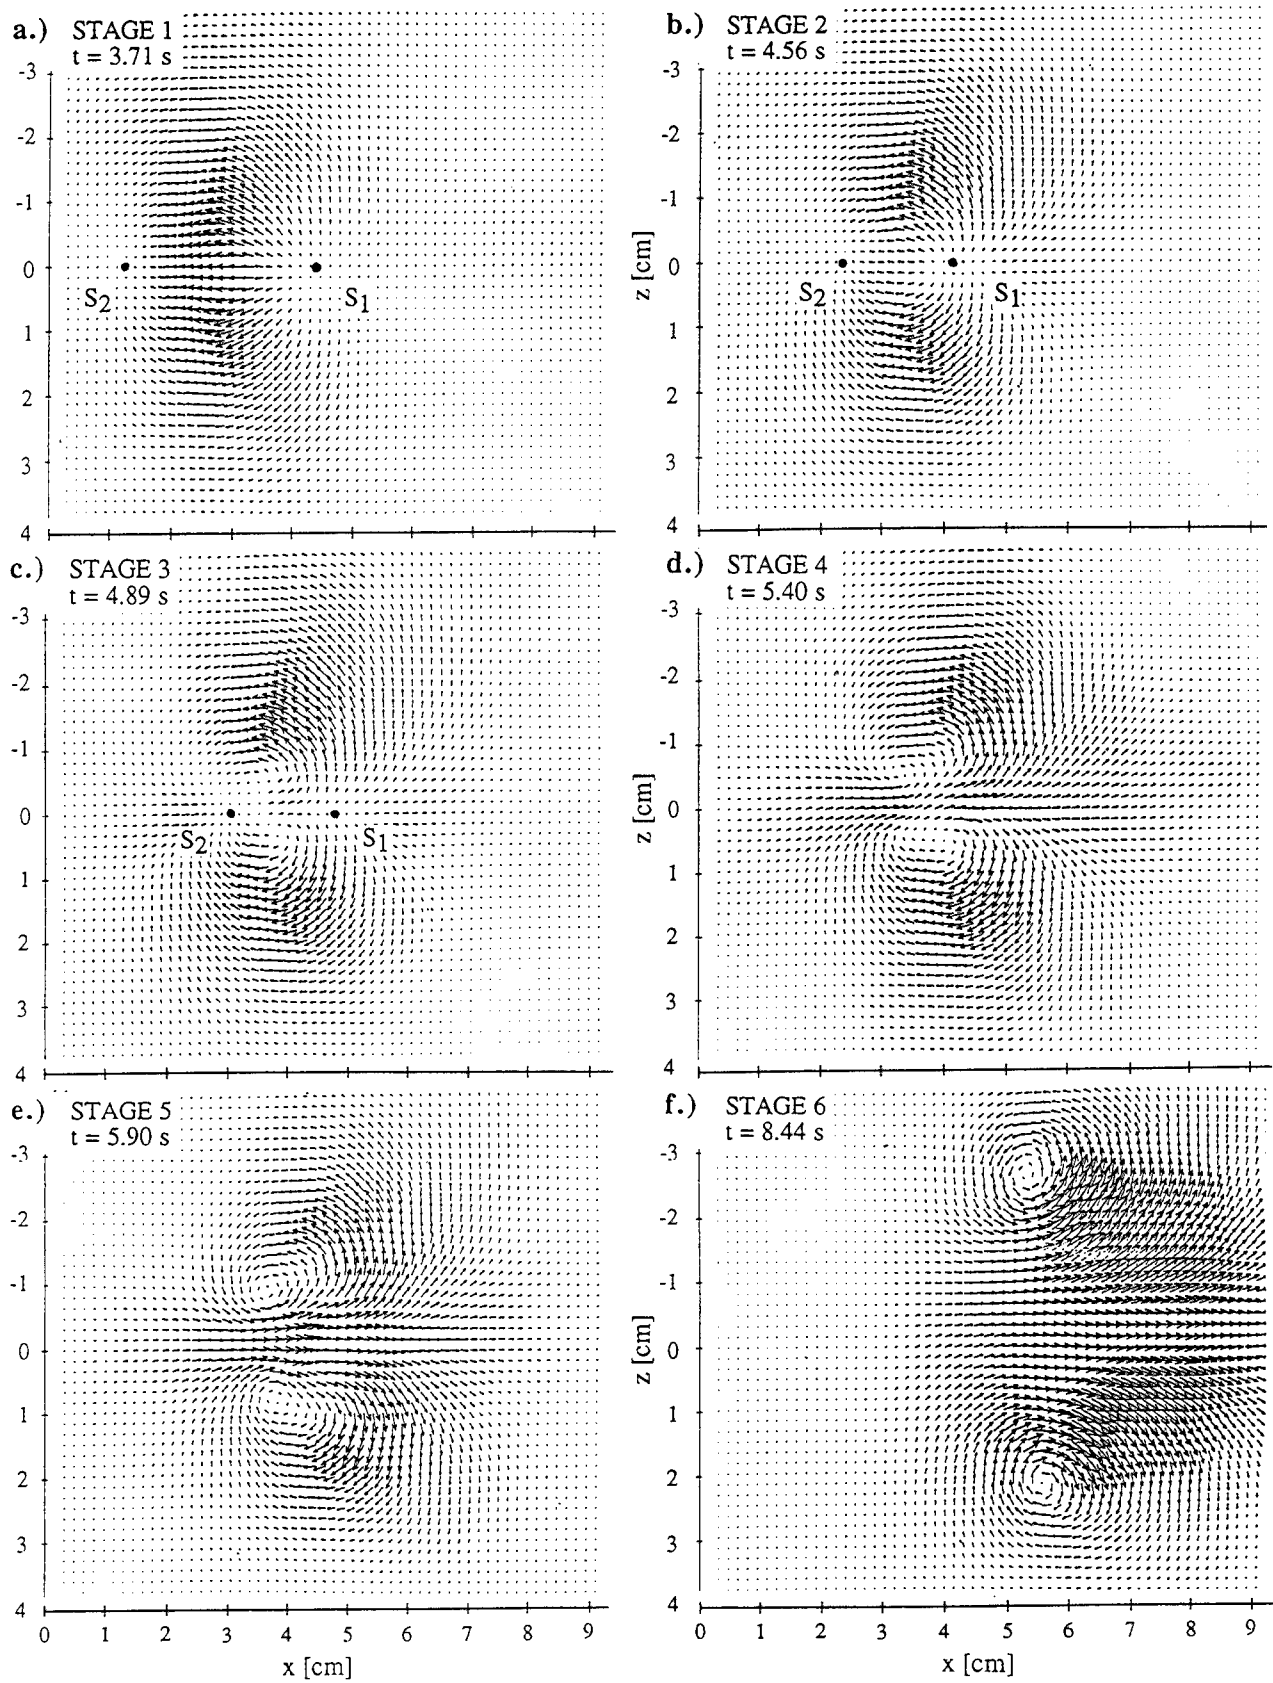 a.) STAGE 1
t = 3.71 s
-3
-2
-1
0
1
2
3
4
S2
S1
b.) STAGE 2
t = 4.56 s
-3
-2
-1
0
1
2
3
4
z [cm]
S2
S1
c.) STAGE 3
t = 4.89 s
-3
-2
-1
0
1
2
3
4
S2
S1
d.) STAGE 4
t = 5.40 s
-3
-2
-1
0
1
2
3
4
z [cm]
e.) STAGE 5
t = 5.90 s
-3
-2
-1
0
1
2
3
4
0 1 2 3 4 5 6 7 8 9
x [cm]
f.) STAGE 6
t = 8.44 s
-3
-2
-1
0
1
2
3
4
z [cm]
0 1 2 3 4 5 6 7 8 9
x [cm]